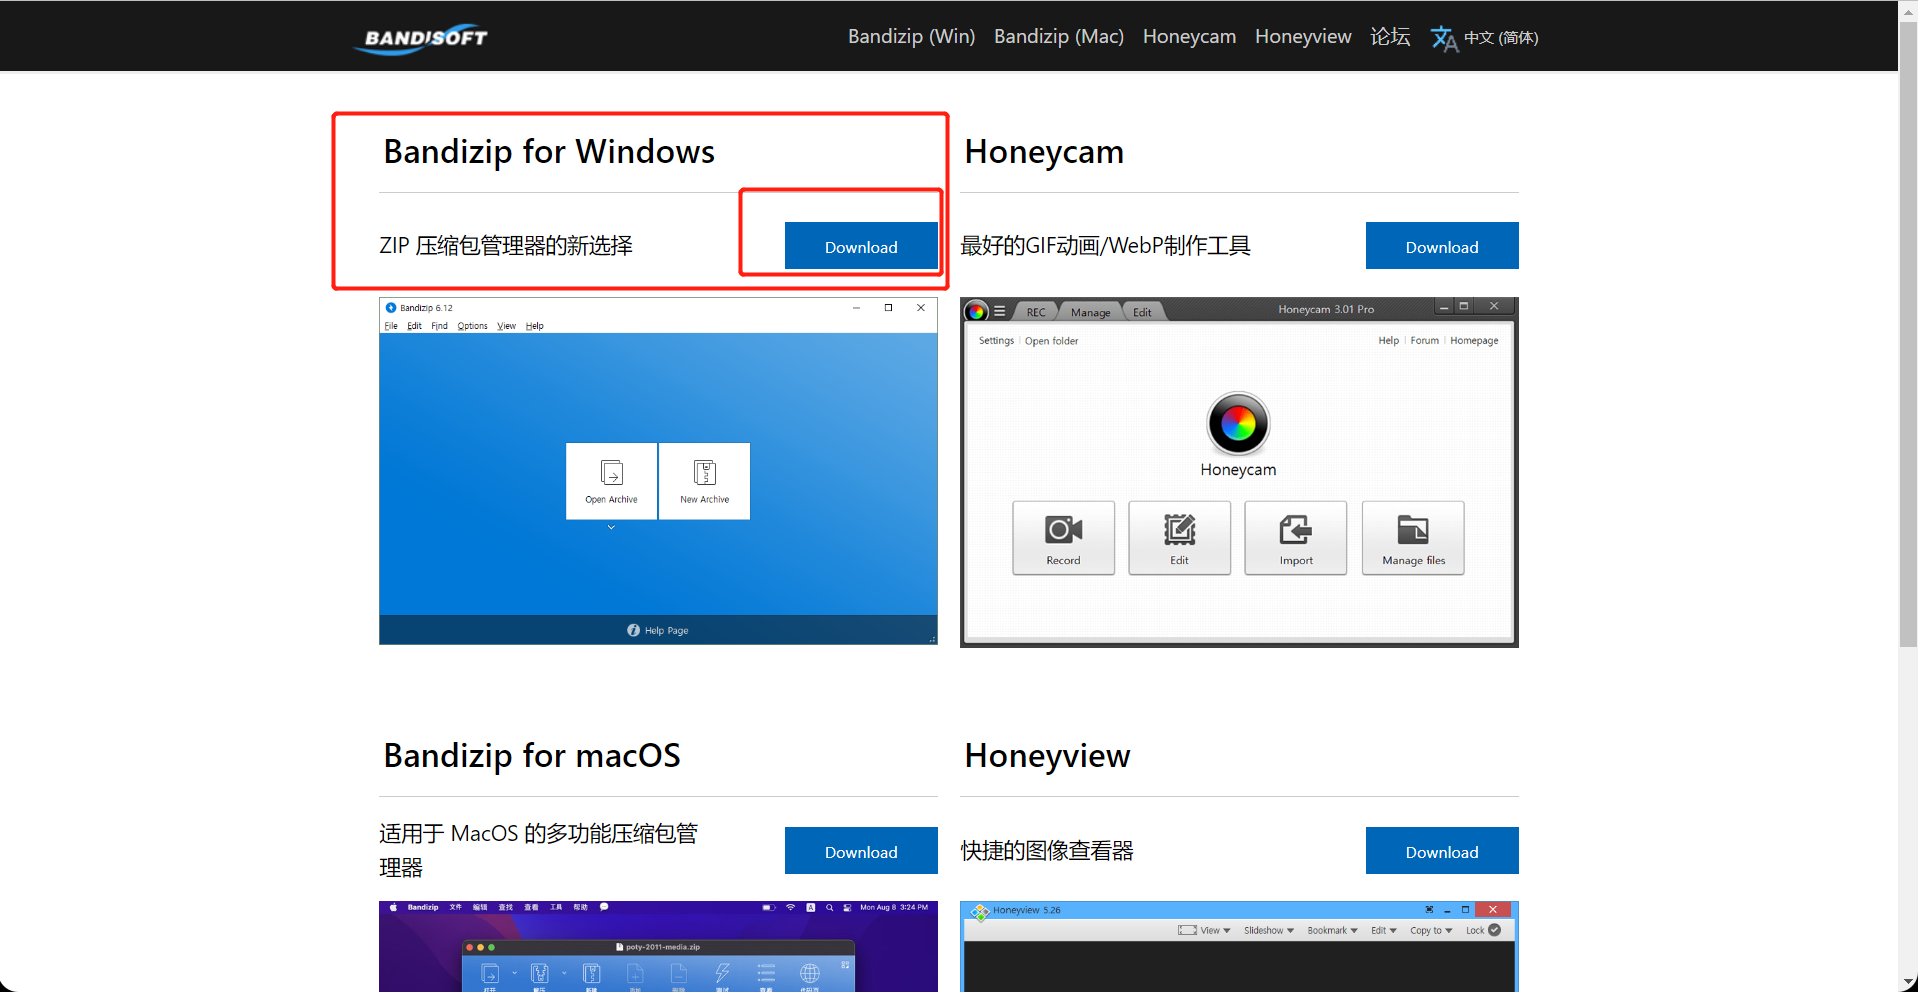 BANDISOFT
Bandizip (Win) Bandizip (Mac) Honeycam Honeyview 论坛 中文 (简体)
Bandizip for Windows
ZIP 压缩包管理器的新选择
Download
Bandizip 6.12
File Edit Find Options View Help
Open Archive New Archive
Help Page
Honeycam
最好的GIF动画/WebP制作工具
Download
REC Manage Edit Honeycam 3.01 Pro
Settings Open folder Help Forum Homepage
Honeycam
Record Edit Import Manage files
Bandizip for macOS
适用于 MacOS 的多功能压缩包管
理器
Download
Bandizip 文件 编辑 查找 查看 工具 帮助 A Mon Aug 8 3:24 PM
poty-2011-media.zip
Honeyview
快捷的图像查看器
Download
Honeyview 5.26
View Slideshow Bookmark Edit Copy to Lock